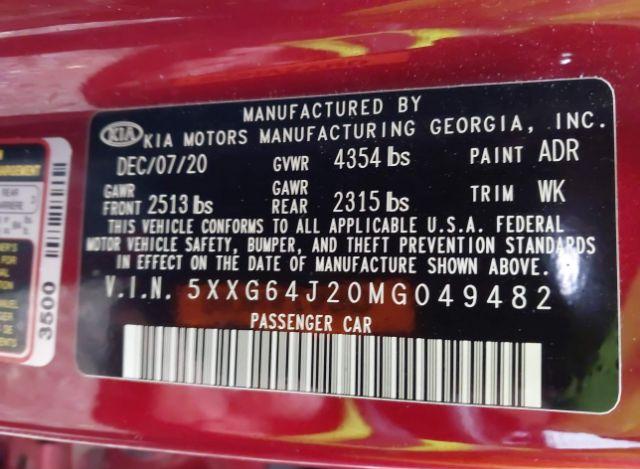 MANUFACTURED BY
KIA KIA MOTORS MANUFACTURING GEORGIA, INC.
DEC/07/20 GVWR 4354 lbs PAINT ADR
GAWR FRONT 2513 lbs GAWR REAR 2315 lbs TRIM WK
THIS VEHICLE CONFORMS TO ALL APPLICABLE U.S.A. FEDERAL
MOTOR VEHICLE SAFETY, BUMPER, AND THEFT PREVENTION STANDARDS
IN EFFECT ON THE DATE OF MANUFACTURE SHOWN ABOVE.
V.I.N. 5XXG64J20MG049482
PASSENGER CAR
REAR
3500